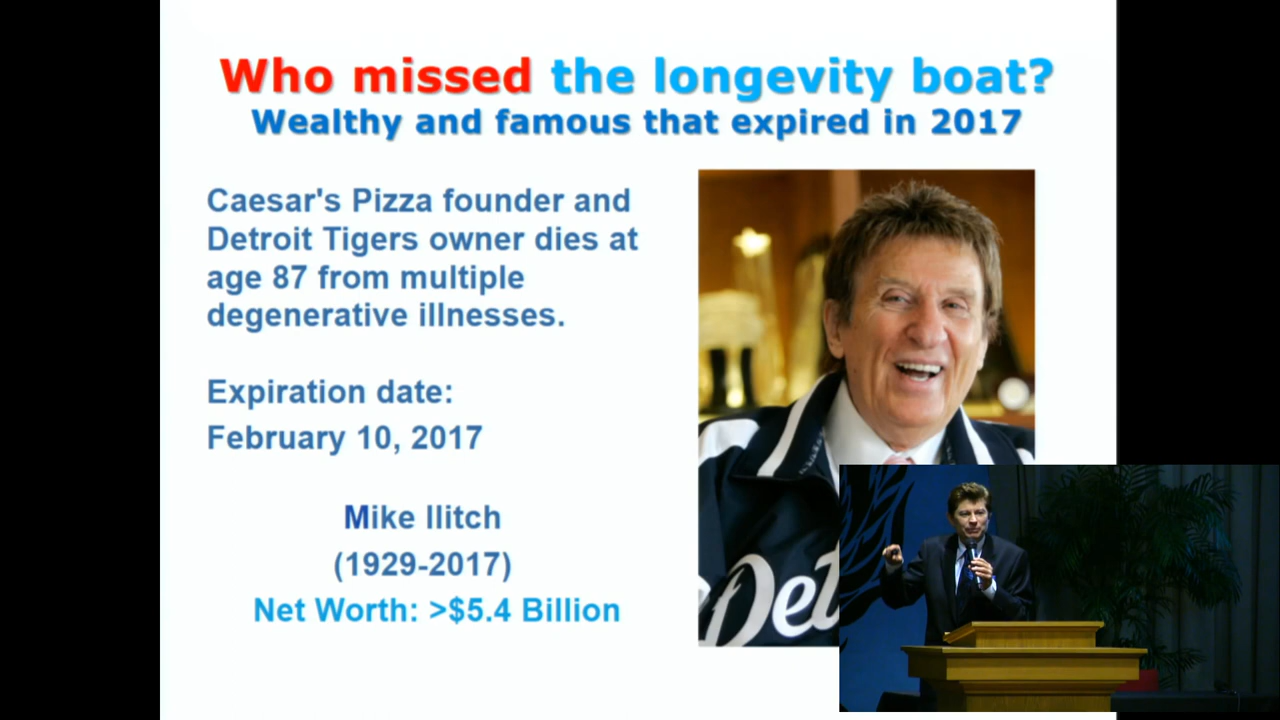 Who missed the longevity boat?
Wealthy and famous that expired in 2017
Caesar's Pizza founder and
Detroit Tigers owner dies at
age 87 from multiple
degenerative illnesses.
Expiration date:
February 10, 2017
Mike Ilitch
(1929-2017)
Net Worth: >$5.4 Billion
Det